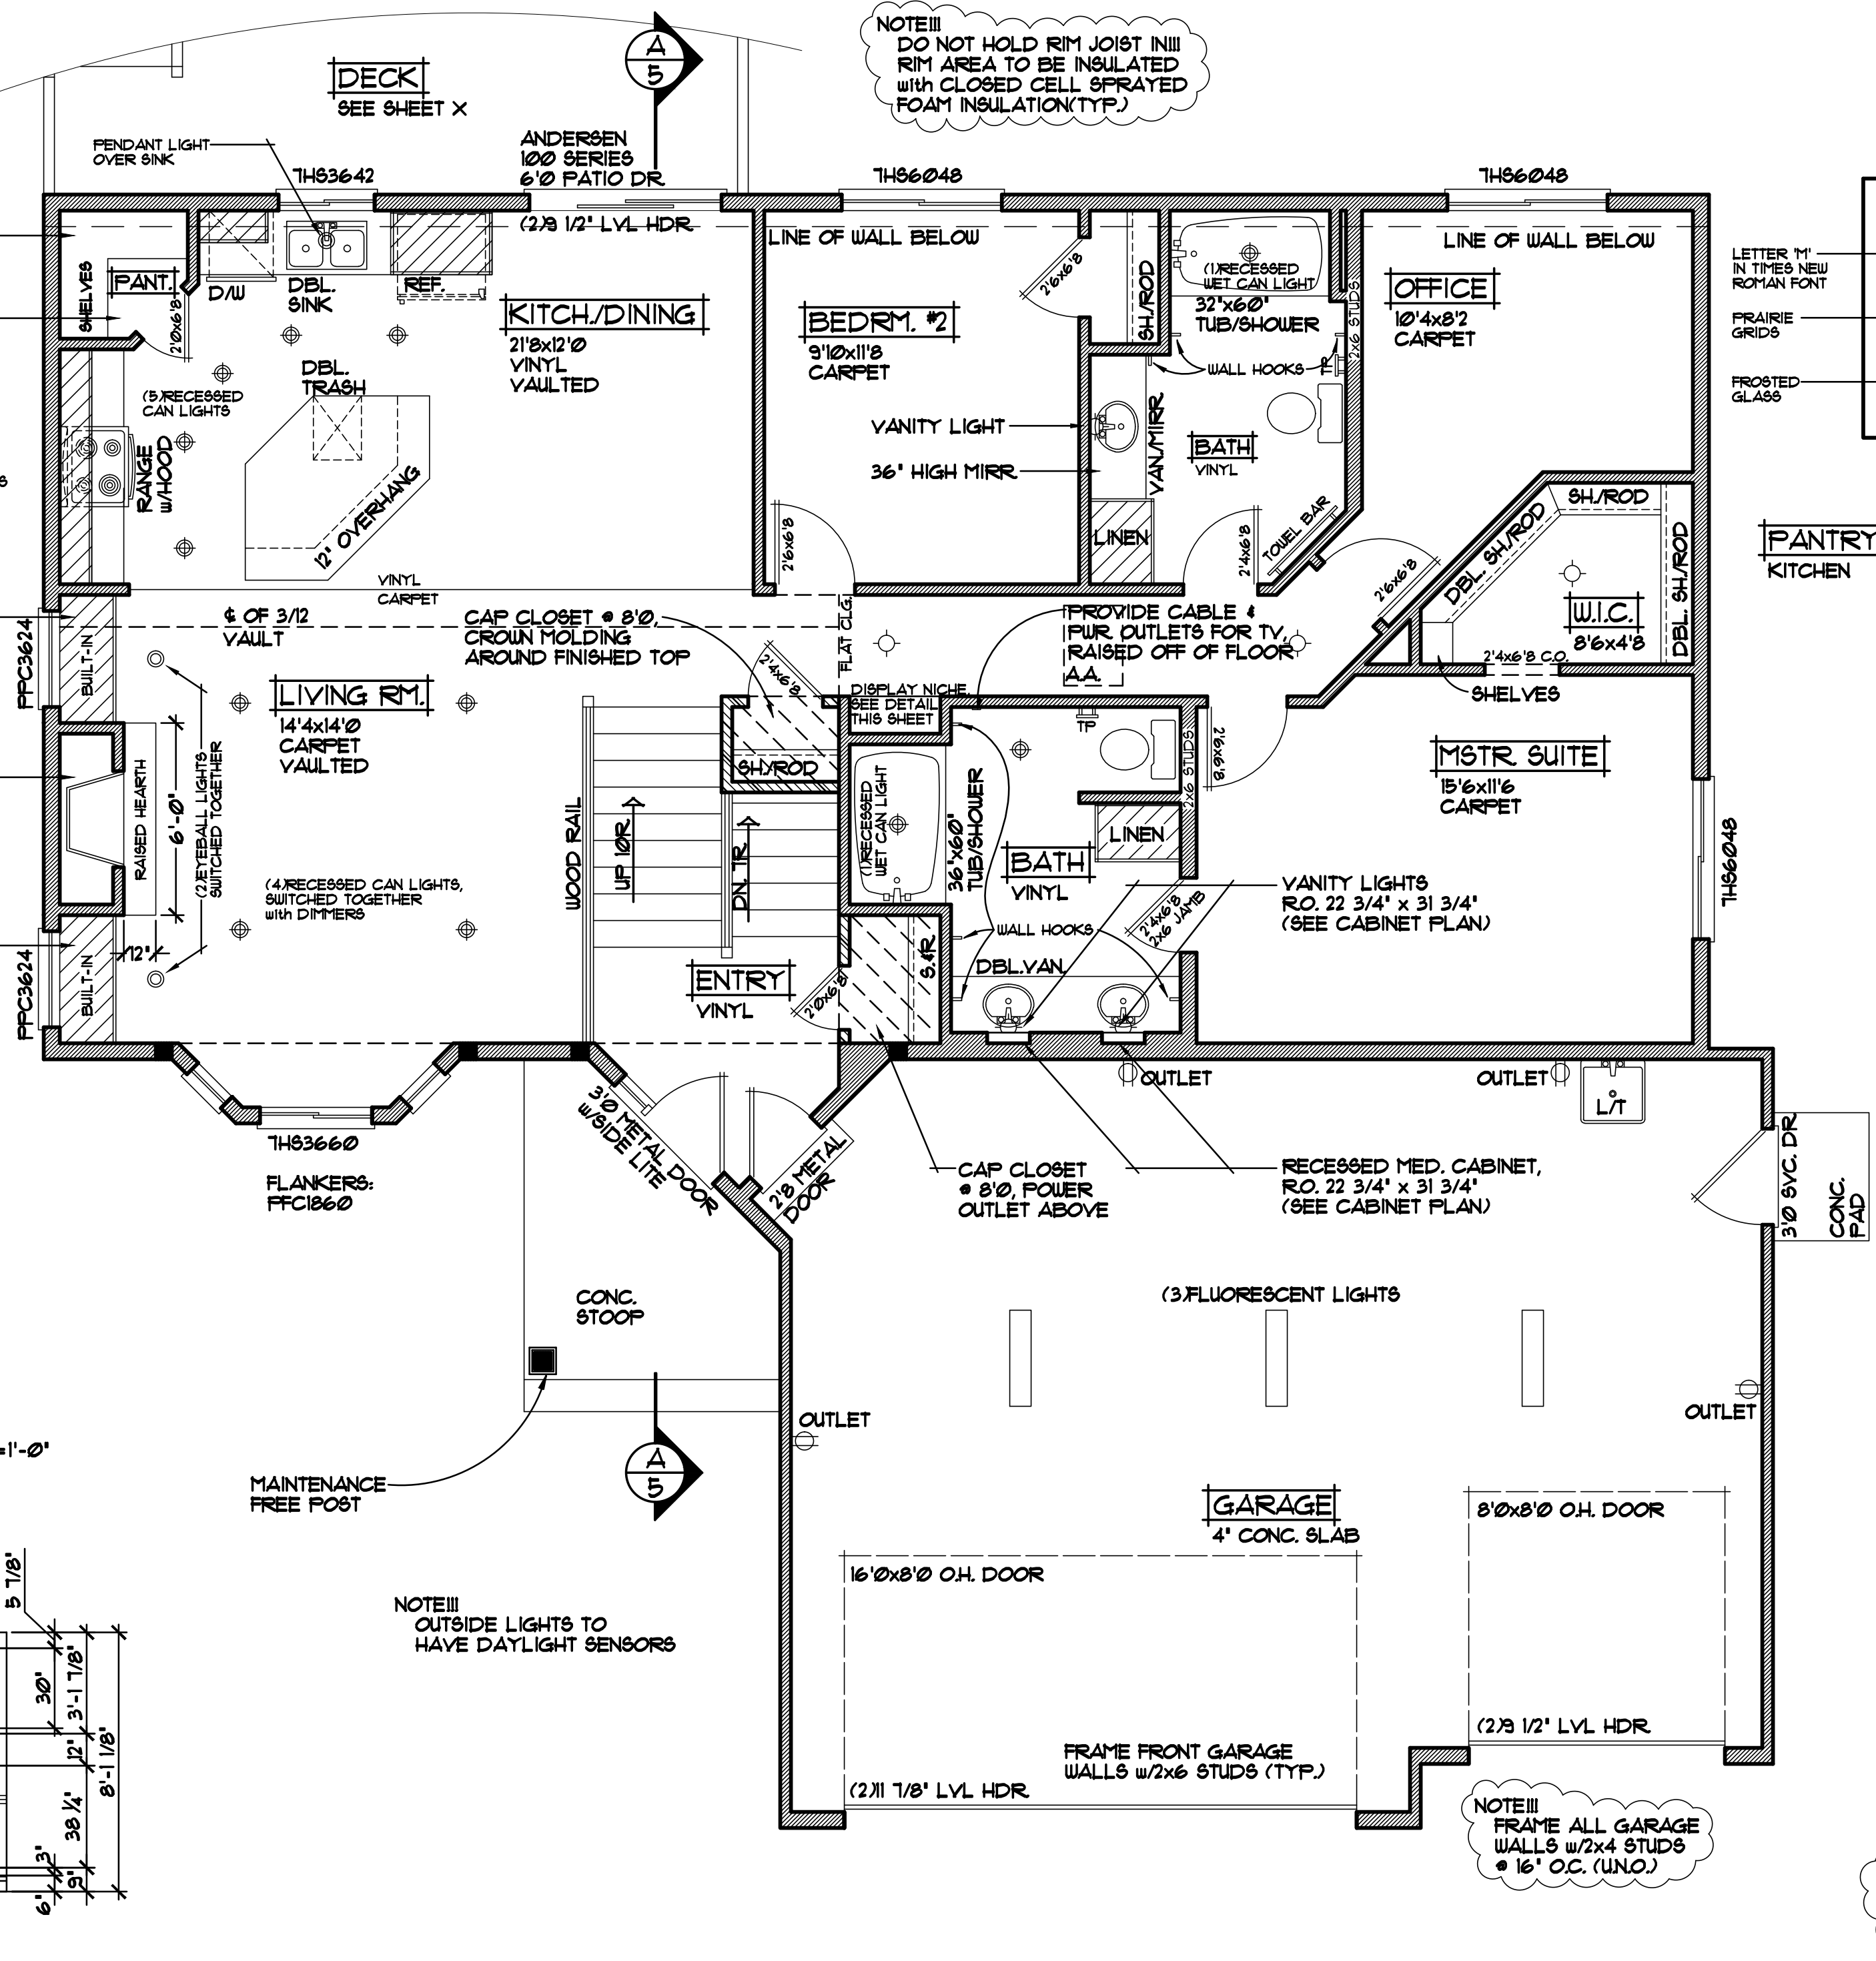 NOTE!!!
DO NOT HOLD RIM JOIST IN!!!
RIM AREA TO BE INSULATED
with CLOSED CELL SPRAYED
FOAM INSULATION(TYP.)
A
5
DECK
SEE SHEET X
PENDANT LIGHT
OVER SINK
ANDERSEN
100 SERIES
6'0 PATIO DR.
7HS3642
7HS6048
7HS6048
(2)9 1/2" LVL HDR.
LINE OF WALL BELOW
LINE OF WALL BELOW
SHELVES
PANT.
2'0x6'8
D/W
DBL.
SINK
REF.
KITCH./DINING
21'8x12'0
VINYL
VAULTED
DBL.
TRASH
(5)RECESSED
CAN LIGHTS
RANGE
w/HOOD
12" OVERHANG
BEDRM. #2
9'10x11'8
CARPET
2'6x6'8
SH./ROD
(1)RECESSED
WET CAN LIGHT
32"x60"
TUB/SHOWER
2x6 STUDS
WALL HOOKS
TP
VANITY LIGHT
36" HIGH MIRR.
VAN./MIRR.
BATH
VINYL
LINEN
2'6x6'8
2'4x6'8
TOWEL BAR
OFFICE
10'4x8'2
CARPET
LETTER 'M'
IN TIMES NEW
ROMAN FONT
PRAIRIE
GRIDS
FROSTED
GLASS
PANTRY
KITCHEN
SH./ROD
DBL. SH./ROD
DBL. SH./ROD
W.I.C.
8'6x4'8
2'6x6'8
2'4x6'8 C.O.
SHELVES
VINYL
CARPET
℄ OF 3/12
VAULT
CAP CLOSET @ 8'0,
CROWN MOLDING
AROUND FINISHED TOP
FLAT CLG.
PROVIDE CABLE &
PWR. OUTLETS FOR TV,
RAISED OFF OF FLOOR
A.A.
PFC3624
BUILT-IN
2'4x6'8
DISPLAY NICHE,
SEE DETAIL
THIS SHEET
LIVING RM.
14'4x14'0
CARPET
VAULTED
RAISED HEARTH
6'-0"
(2)EYEBALL LIGHTS
SWITCHED TOGETHER
(4)RECESSED CAN LIGHTS,
SWITCHED TOGETHER
with DIMMERS
12"
BUILT-IN
PFC3624
WOOD RAIL
UP 10R
DN. 7R
SH./ROD
ENTRY
VINYL
2'0x6'8
S.&R.
(1)RECESSED
WET CAN LIGHT
36"x60"
TUB/SHOWER
TP
2x6 STUDS
2'6x6'8
LINEN
BATH
VINYL
2'4x6'8
2x6 JAMB
WALL HOOKS
DBL.VAN.
MSTR SUITE
15'6x11'6
CARPET
7HS6048
VANITY LIGHTS
R.O. 22 3/4" x 31 3/4"
(SEE CABINET PLAN)
7HS3660
FLANKERS:
PFC1860
3'0 METAL DOOR
w/SIDE LITE
2'8 METAL
DOOR
CAP CLOSET
@ 8'0, POWER
OUTLET ABOVE
OUTLET
OUTLET
L/T
RECESSED MED. CABINET,
R.O. 22 3/4" x 31 3/4"
(SEE CABINET PLAN)
3'0 SVC. DR
CONC.
PAD
CONC.
STOOP
(3)FLUORESCENT LIGHTS
OUTLET
OUTLET
MAINTENANCE
FREE POST
A
5
=1'-0"
GARAGE
4" CONC. SLAB
8'0x8'0 O.H. DOOR
16'0x8'0 O.H. DOOR
NOTE!!!
OUTSIDE LIGHTS TO
HAVE DAYLIGHT SENSORS
(2)9 1/2" LVL HDR.
FRAME FRONT GARAGE
WALLS w/2x6 STUDS (TYP.)
(2)11 7/8" LVL HDR.
NOTE!!!
FRAME ALL GARAGE
WALLS w/2x4 STUDS
@ 16" O.C. (U.N.O.)
5 7/8"
30"
3'-1 7/8"
12"
8'-1 1/8"
38 1/4"
3"
9"
6"